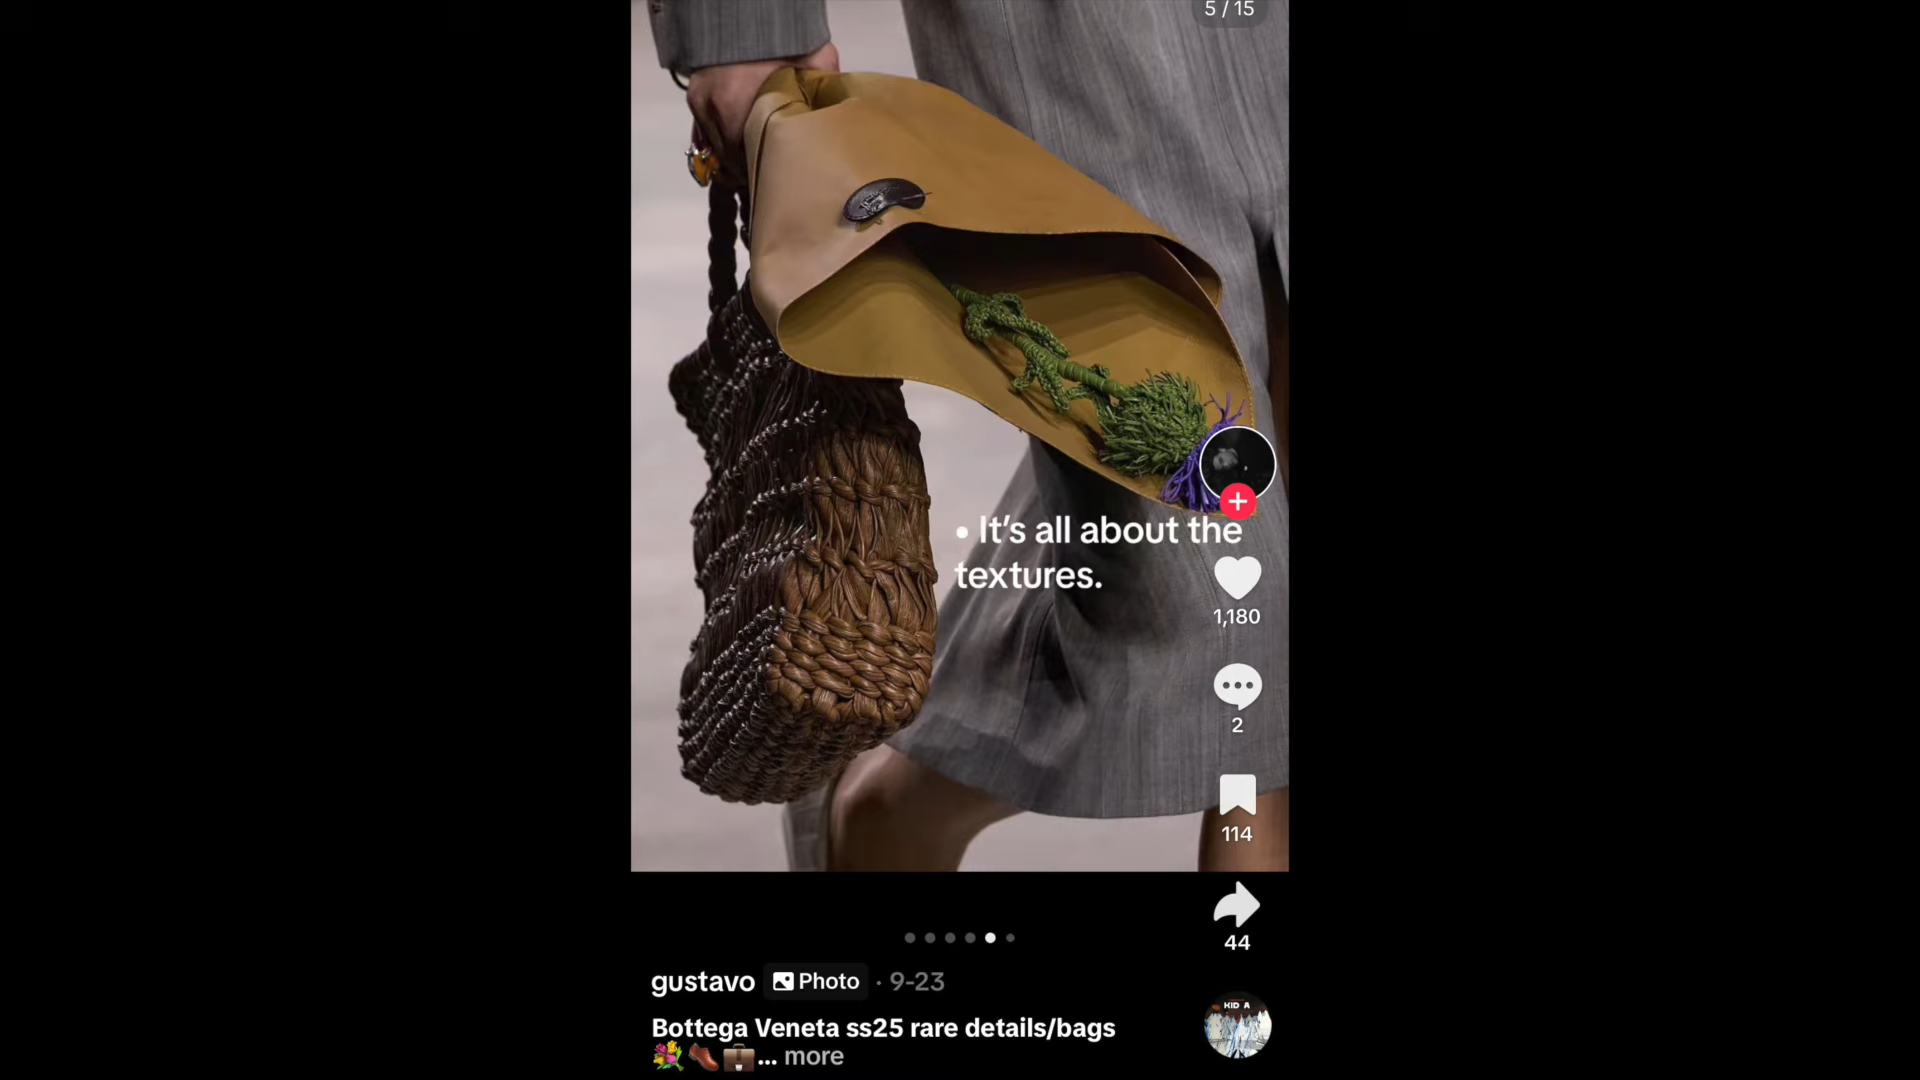 5 / 15
• It's all about the
textures.
1,180
2
114
44
gustavo Photo · 9-23
KID A
Bottega Veneta ss25 rare details/bags
💐👞💼... more